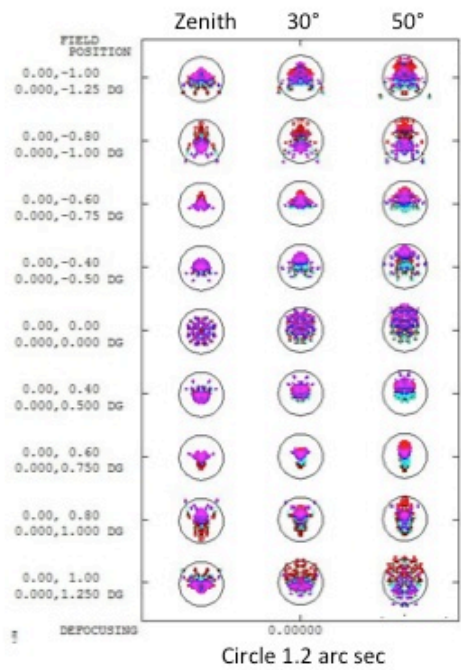 Zenith 30° 50°
FIELD
POSITION
0.00,-1.00
0.000,-1.25 DG
0.00,-0.80
0.000,-1.00 DG
0.00,-0.60
0.000,-0.75 DG
0.00,-0.40
0.000,-0.50 DG
0.00, 0.00
0.000,0.000 DG
0.00, 0.40
0.000,0.500 DG
0.00, 0.60
0.000,0.750 DG
0.00, 0.80
0.000,1.000 DG
0.00, 1.00
0.000,1.250 DG
DEFOCUSING 0.00000
Circle 1.2 arc sec